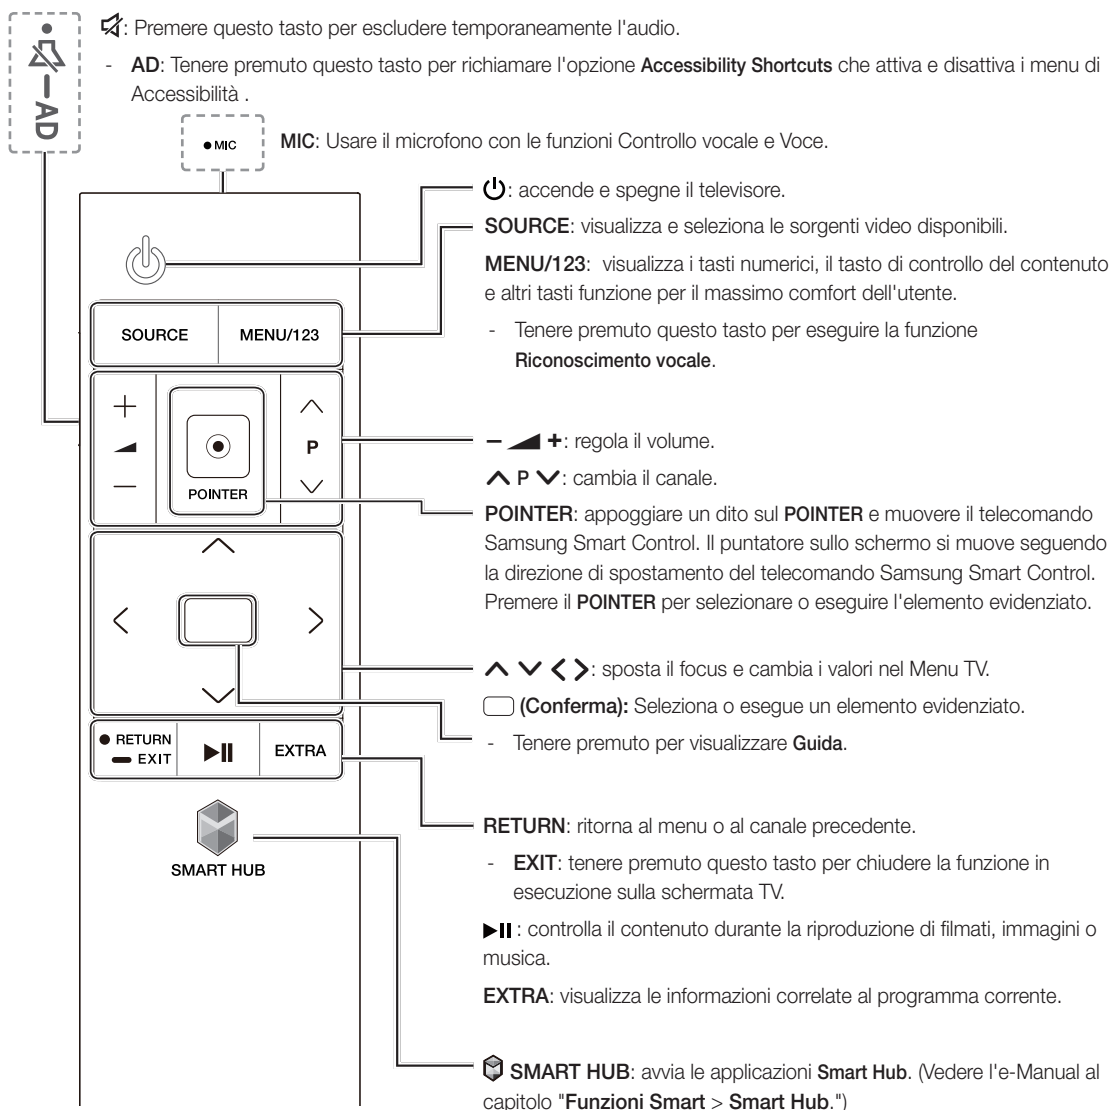 : Premere questo tasto per escludere temporaneamente l'audio.
- AD: Tenere premuto questo tasto per richiamare l'opzione Accessibility Shortcuts che attiva e disattiva i menu di
Accessibilità .
AD
MIC
MIC: Usare il microfono con le funzioni Controllo vocale e Voce.
: accende e spegne il televisore.
SOURCE: visualizza e seleziona le sorgenti video disponibili.
MENU/123: visualizza i tasti numerici, il tasto di controllo del contenuto
e altri tasti funzione per il massimo comfort dell'utente.
- Tenere premuto questo tasto per eseguire la funzione
Riconoscimento vocale.
SOURCE
MENU/123
+
P
—
POINTER
− +: regola il volume.
P : cambia il canale.
POINTER: appoggiare un dito sul POINTER e muovere il telecomando
Samsung Smart Control. Il puntatore sullo schermo si muove seguendo
la direzione di spostamento del telecomando Samsung Smart Control.
Premere il POINTER per selezionare o eseguire l'elemento evidenziato.
: sposta il focus e cambia i valori nel Menu TV.
(Conferma): Seleziona o esegue un elemento evidenziato.
- Tenere premuto per visualizzare Guida.
RETURN
EXIT
EXTRA
SMART HUB
RETURN: ritorna al menu o al canale precedente.
- EXIT: tenere premuto questo tasto per chiudere la funzione in
esecuzione sulla schermata TV.
: controlla il contenuto durante la riproduzione di filmati, immagini o
musica.
EXTRA: visualizza le informazioni correlate al programma corrente.
SMART HUB: avvia le applicazioni Smart Hub. (Vedere l'e-Manual al
capitolo "Funzioni Smart > Smart Hub.")